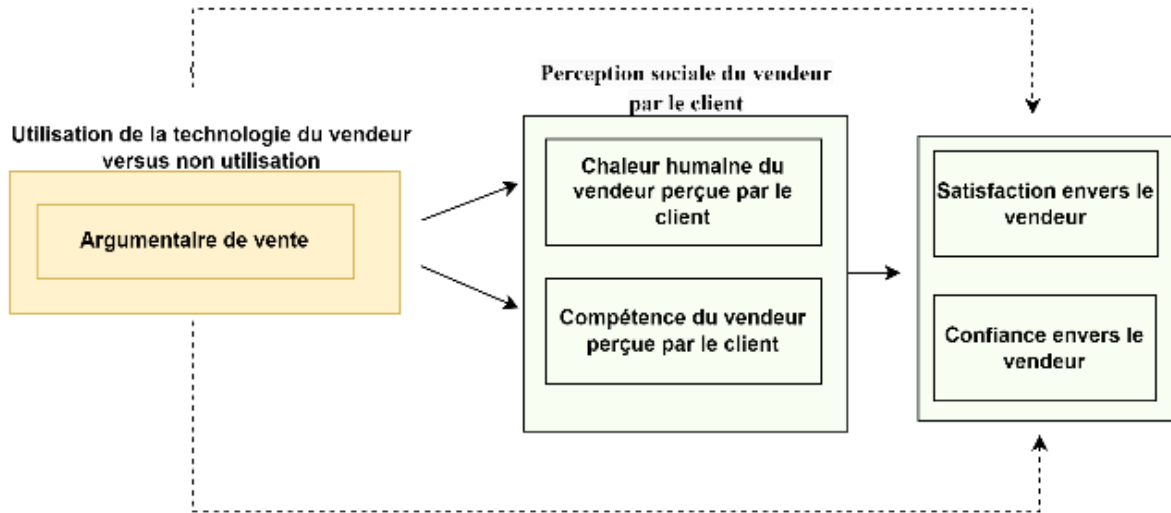 Perception sociale du vendeur
par le client
Utilisation de la technologie du vendeur
versus non utilisation
Argumentaire de vente
Chaleur humaine du
vendeur perçue par le
client
Compétence du vendeur
perçue par le client
Satisfaction envers le
vendeur
Confiance envers le
vendeur